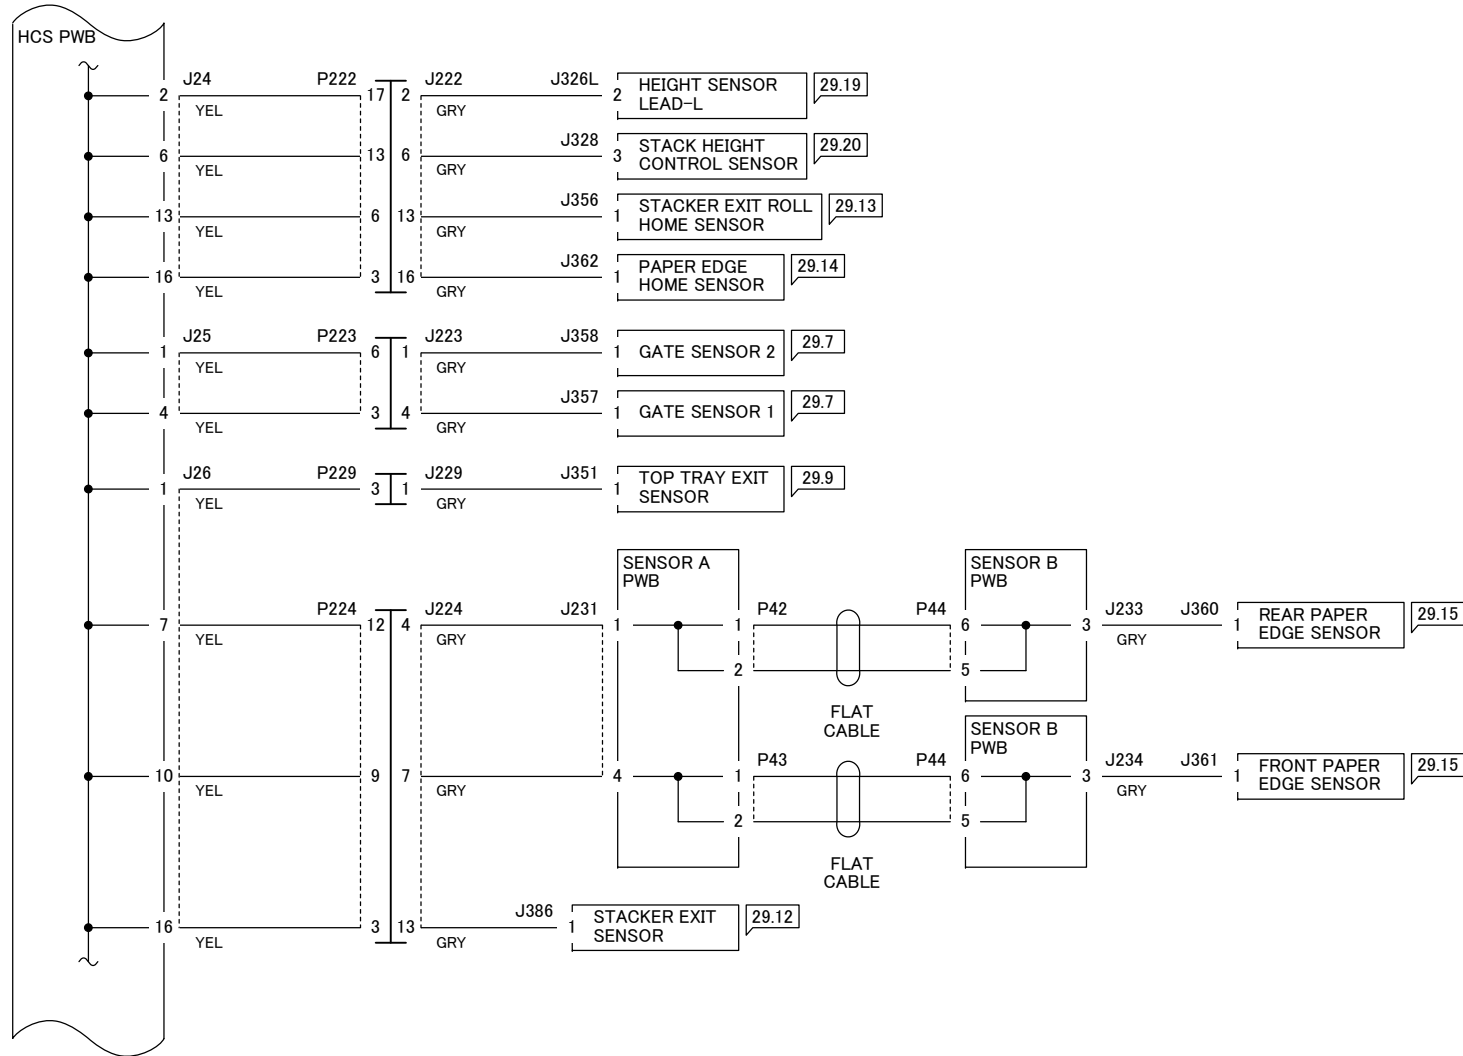 HCS PWB
J24 P222 J222 J326L
2 17 2 2 HEIGHT SENSOR 29.19
LEAD-L
YEL GRY
J328
6 13 6 3 STACK HEIGHT 29.20
CONTROL SENSOR
YEL GRY
J356
13 6 13 1 STACKER EXIT ROLL 29.13
HOME SENSOR
YEL GRY
J362
16 3 16 1 PAPER EDGE 29.14
HOME SENSOR
YEL GRY
J25 P223 J223 J358
1 6 1 1 GATE SENSOR 2 29.7
YEL GRY
J357
4 3 4 1 GATE SENSOR 1 29.7
YEL GRY
J26 P229 J229 J351
1 3 1 1 TOP TRAY EXIT 29.9
SENSOR
YEL GRY
SENSOR A
PWB
SENSOR B
PWB
P224 J224 J231 P42 P44 J233 J360
7 12 4 1 1 6 3 1 REAR PAPER 29.15
EDGE SENSOR
YEL GRY GRY
2 5
FLAT
CABLE
SENSOR B
PWB
P43 P44 J234 J361
10 9 7 4 1 6 3 1 FRONT PAPER 29.15
EDGE SENSOR
YEL GRY GRY
2 5
FLAT
CABLE
J386
16 3 13 1 STACKER EXIT 29.12
SENSOR
YEL GRY